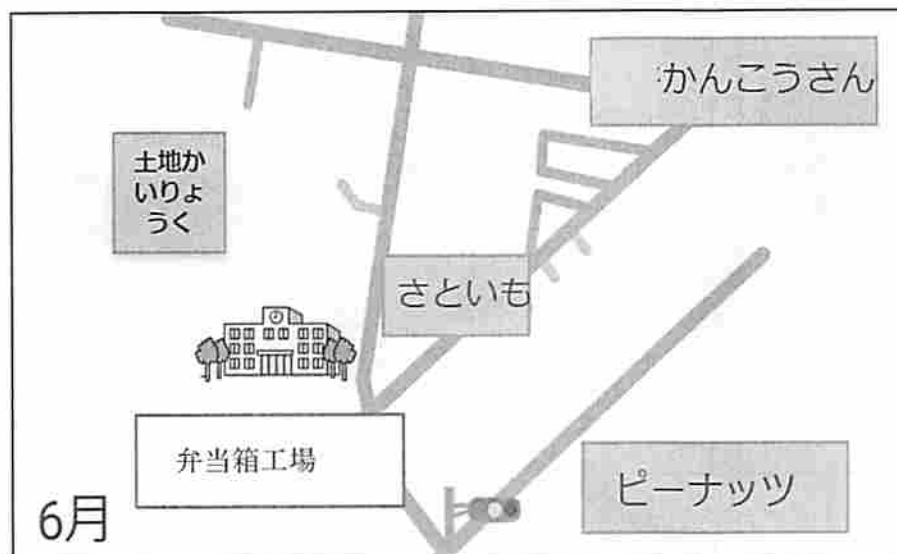 かんこうさん
土地か
いりょ
うく
さといも
弁当箱工場
ピーナッツ
6月